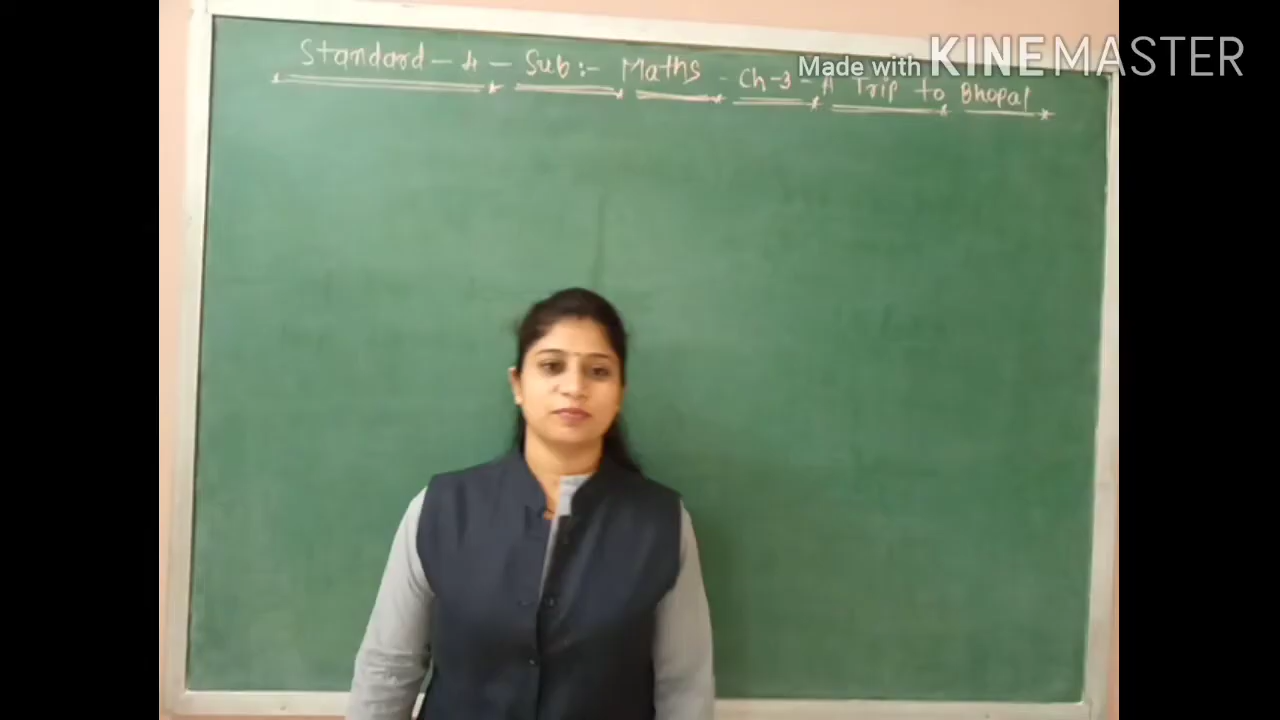 Standard - 4 - Sub :- Maths - Ch-3 - A Trip to Bhopal
Made with KINEMASTER